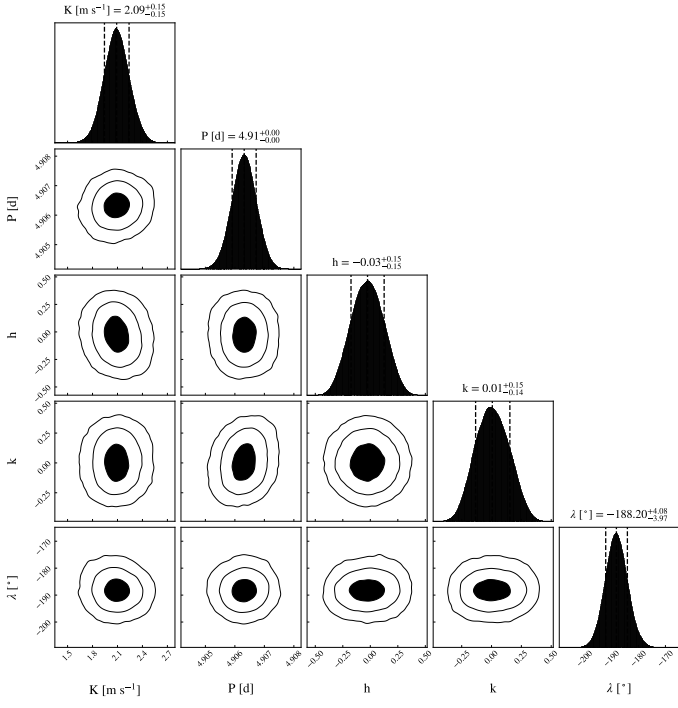 K [m s⁻¹] = 2.09 +0.15 −0.15
P [d] = 4.91 +0.00 −0.00
4.908
4.907
4.906
4.905
P [d]
h = −0.03 +0.15 −0.15
0.50
0.25
0.00
−0.25
−0.50
h
k = 0.01 +0.15 −0.14
0.50
0.25
0.00
−0.25
k
λ [°] = −188.20 +4.08 −3.97
−170
−180
−190
−200
λ [°]
1.5 1.8 2.1 2.4 2.7
4.905 4.906 4.907 4.908
−0.50 −0.25 0.00 0.25 0.50
−0.25 0.00 0.25 0.50
−200 −190 −180 −170
K [m s⁻¹] P [d] h k λ [°]